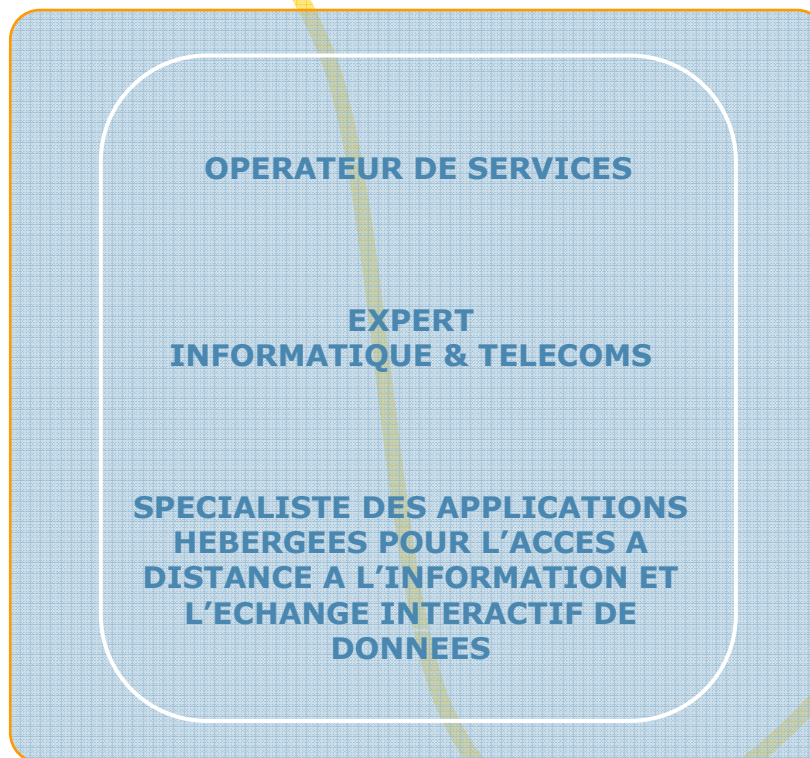 OPERATEUR DE SERVICES
EXPERT
INFORMATIQUE & TELECOMS
SPECIALISTE DES APPLICATIONS
HEBERGEES POUR L’ACCES A
DISTANCE A L’INFORMATION ET
L’ECHANGE INTERACTIF DE
DONNEES